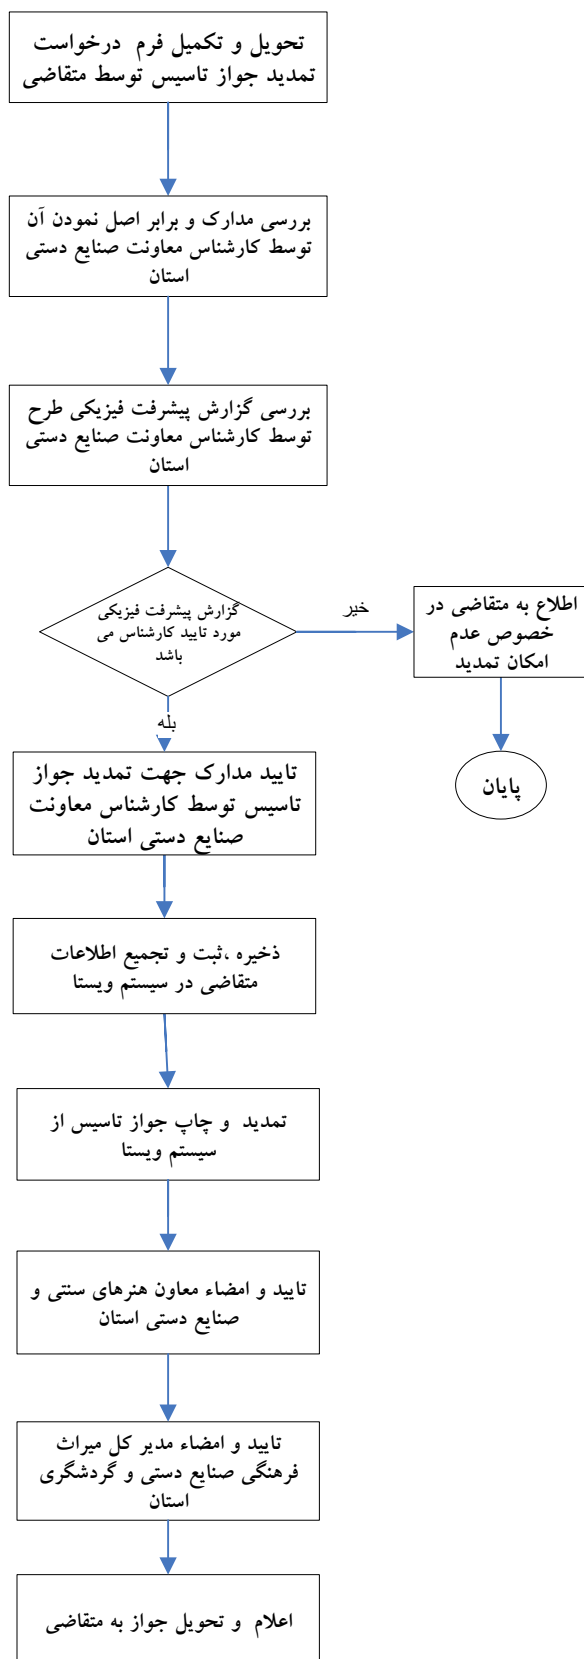 تحویل و تکمیل فرم درخواست
تمدید جواز تاسیس توسط متقاضی
بررسی مدارک و برابر اصل نمودن آن
توسط کارشناس معاونت صنایع دستی
استان
بررسی گزارش پیشرفت فیزیکی طرح
توسط کارشناس معاونت صنایع دستی
استان
گزارش پیشرفت فیزیکی
مورد تایید کارشناس می
باشد
خیر
اطلاع به متقاضی در
خصوص عدم
امکان تمدید
پایان
بله
تایید مدارک جهت تمدید جواز
تاسیس توسط کارشناس معاونت
صنایع دستی استان
ذخیره ،ثبت و تجمیع اطلاعات
متقاضی در سیستم ویستا
تمدید و چاپ جواز تاسیس از
سیستم ویستا
تایید و امضاء معاون هنرهای سنتی و
صنایع دستی استان
تایید و امضاء مدیر کل میراث
فرهنگی صنایع دستی و گردشگری
استان
اعلام و تحویل جواز به متقاضی